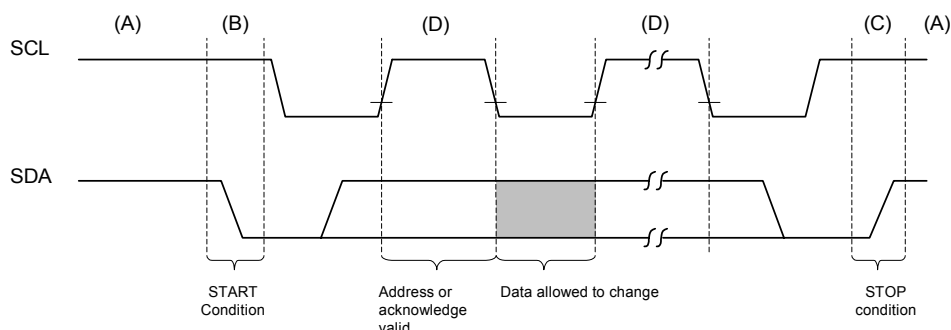 (A) (B) (D) (D) (C) (A)
SCL
SDA
START
Condition
Address or
acknowledge
valid
Data allowed to change
STOP
condition